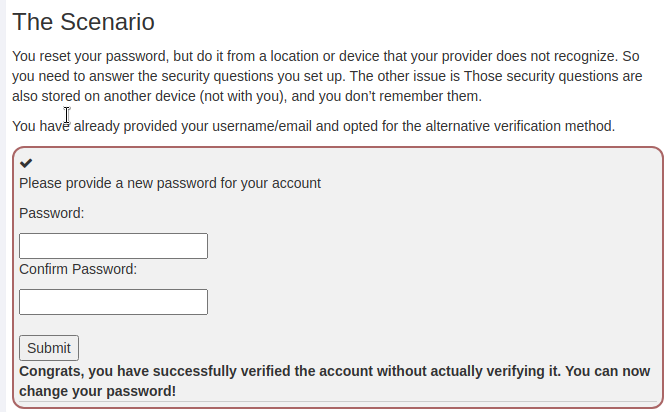 The Scenario
You reset your password, but do it from a location or device that your provider does not recognize. So
you need to answer the security questions you set up. The other issue is Those security questions are
also stored on another device (not with you), and you don’t remember them.
You have already provided your username/email and opted for the alternative verification method.
Please provide a new password for your account
Password:
Confirm Password:
Submit
Congrats, you have successfully verified the account without actually verifying it. You can now
change your password!